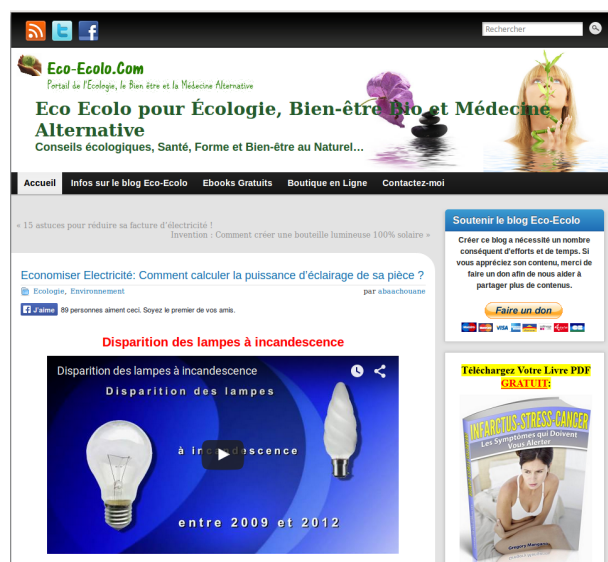 Rechercher
Eco-Ecolo.Com
Portail de l'Ecologie, le Bien être et la Médecine Alternative
Eco Ecolo pour Écologie, Bien-être Bio et Médecine
Alternative
Conseils écologiques, Santé, Forme et Bien-être au Naturel...
Accueil Infos sur le blog Eco-Ecolo Ebooks Gratuits Boutique en Ligne Contactez-moi
« 15 astuces pour réduire sa facture d'électricité !
Invention : Comment créer une bouteille lumineuse 100% solaire »
Economiser Electricité: Comment calculer la puissance d'éclairage de sa pièce ?
Ecologie, Environnement par abaachouane
J'aime 89 personnes aiment ceci. Soyez le premier de vos amis.
Disparition des lampes à incandescence
Disparition des lampes à incandescence
Disparition des lampes
à incandescence
entre 2009 et 2012
Soutenir le blog Eco-Ecolo
Créer ce blog a nécessité un nombre
conséquent d'efforts et de temps. Si
vous appréciez son contenu, merci de
faire un don afin de nous aider à
partager plus de contenus.
Faire un don
VISA
Téléchargez Votre Livre PDF
GRATUIT:
INFARCTUS-STRESS-CANCER
Les Symptômes qui Doivent
Vous Alerter